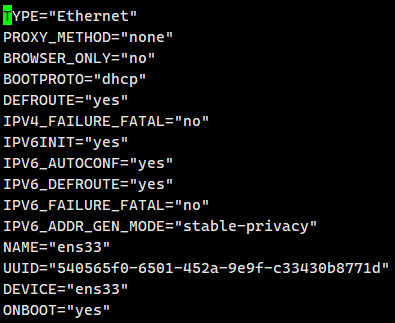 TYPE="Ethernet"
PROXY_METHOD="none"
BROWSER_ONLY="no"
BOOTPROTO="dhcp"
DEFROUTE="yes"
IPV4_FAILURE_FATAL="no"
IPV6INIT="yes"
IPV6_AUTOCONF="yes"
IPV6_DEFROUTE="yes"
IPV6_FAILURE_FATAL="no"
IPV6_ADDR_GEN_MODE="stable-privacy"
NAME="ens33"
UUID="540565f0-6501-452a-9e9f-c33430b8771d"
DEVICE="ens33"
ONBOOT="yes"